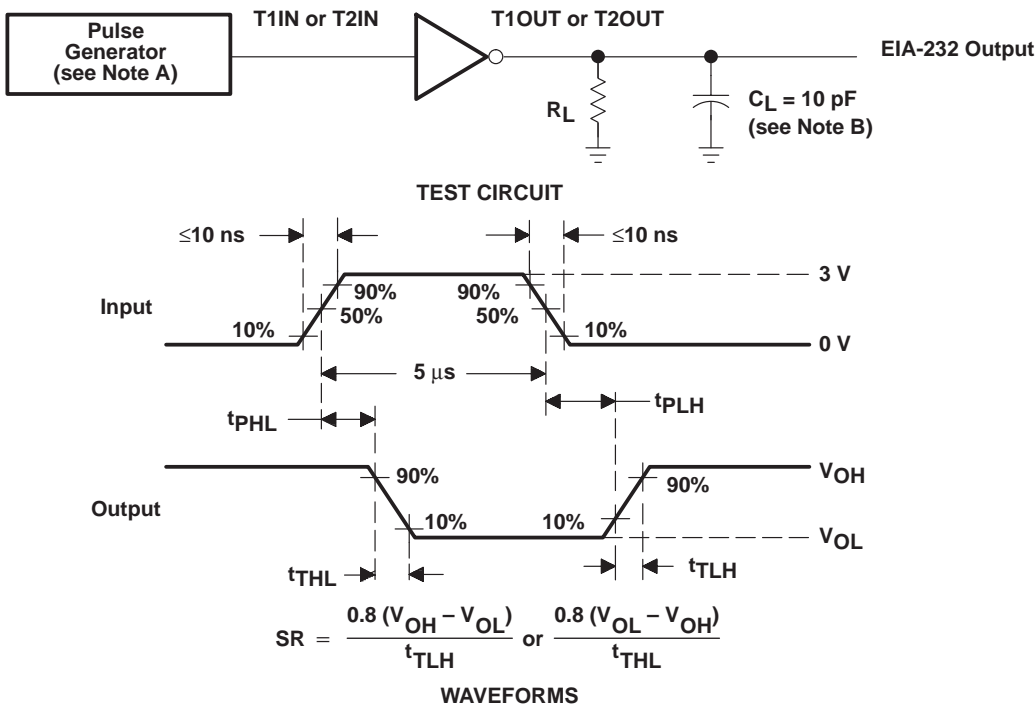 T1IN or T2IN
T1OUT or T2OUT
Pulse
Generator
(see Note A)
EIA-232 Output
RL
CL = 10 pF
(see Note B)
TEST CIRCUIT
≤10 ns
≤10 ns
3 V
Input
90%
90%
50%
50%
10%
10%
0 V
5 μs
tPHL
tPLH
VOH
90%
90%
Output
10%
10%
VOL
tTHL
tTLH
SR = 0.8 (VOH – VOL) / tTLH or 0.8 (VOL – VOH) / tTHL
WAVEFORMS